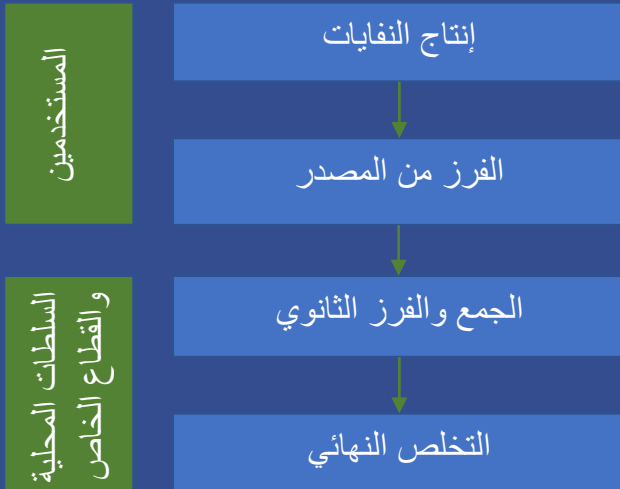 المستخدمين
إنتاج النفايات
الفرز من المصدر
السلطات المحلية
والقطاع الخاص
الجمع والفرز الثانوي
التخلص النهائي